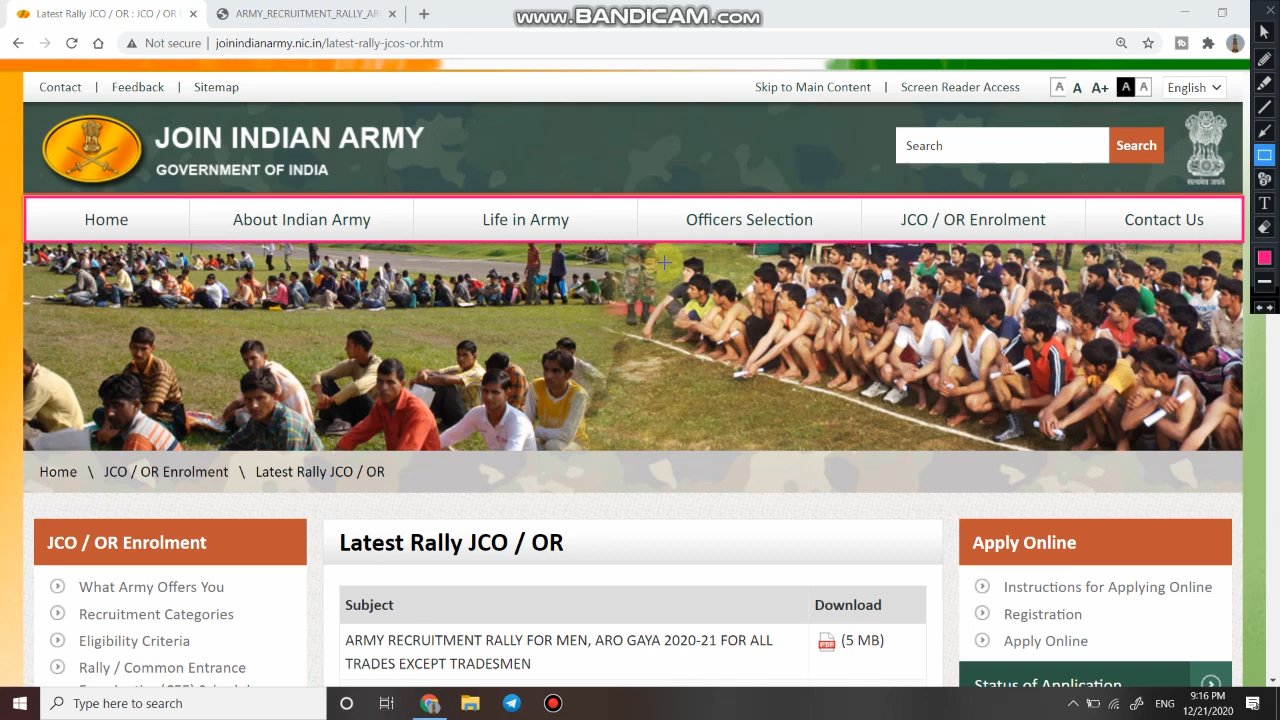 Latest Rally JCO / OR : JCO / OR
ARMY_RECRUITMENT_RALLY_AR
www.BANDICAM.com
Not secure | joinindianarmy.nic.in/latest-rally-jcos-or.htm
Contact | Feedback | Sitemap
Skip to Main Content | Screen Reader Access
A A A+ A A English
JOIN INDIAN ARMY
GOVERNMENT OF INDIA
Search Search
सत्यमेव जयते
Home About Indian Army Life in Army Officers Selection JCO / OR Enrolment Contact Us
Home \ JCO / OR Enrolment \ Latest Rally JCO / OR
JCO / OR Enrolment
What Army Offers You
Recruitment Categories
Eligibility Criteria
Rally / Common Entrance
Latest Rally JCO / OR
Subject Download
ARMY RECRUITMENT RALLY FOR MEN, ARO GAYA 2020-21 FOR ALL
TRADES EXCEPT TRADESMEN
PDF (5 MB)
Apply Online
Instructions for Applying Online
Registration
Apply Online
Status of Application
T
Type here to search
ENG
9:16 PM
12/21/2020